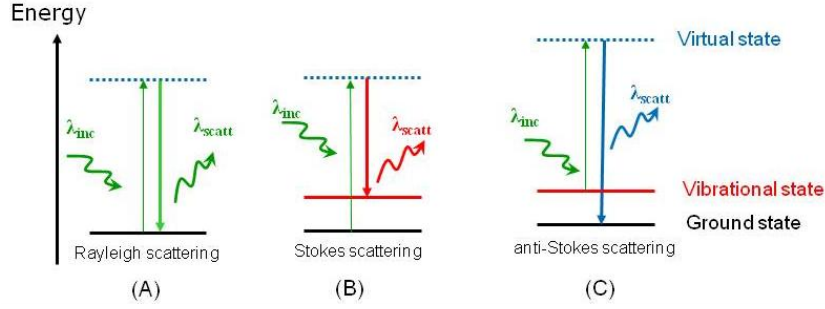 Energy
Virtual state
λinc
λscatt
λinc
λscatt
λinc
λscatt
Vibrational state
Ground state
Rayleigh scattering
Stokes scattering
anti-Stokes scattering
(A)
(B)
(C)